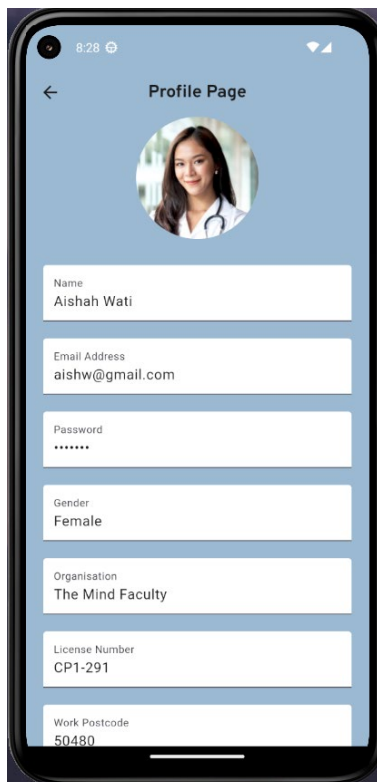 8:28
Profile Page
Name
Aishah Wati
Email Address
aishw@gmail.com
Password
•••••••
Gender
Female
Organisation
The Mind Faculty
License Number
CP1-291
Work Postcode
50480